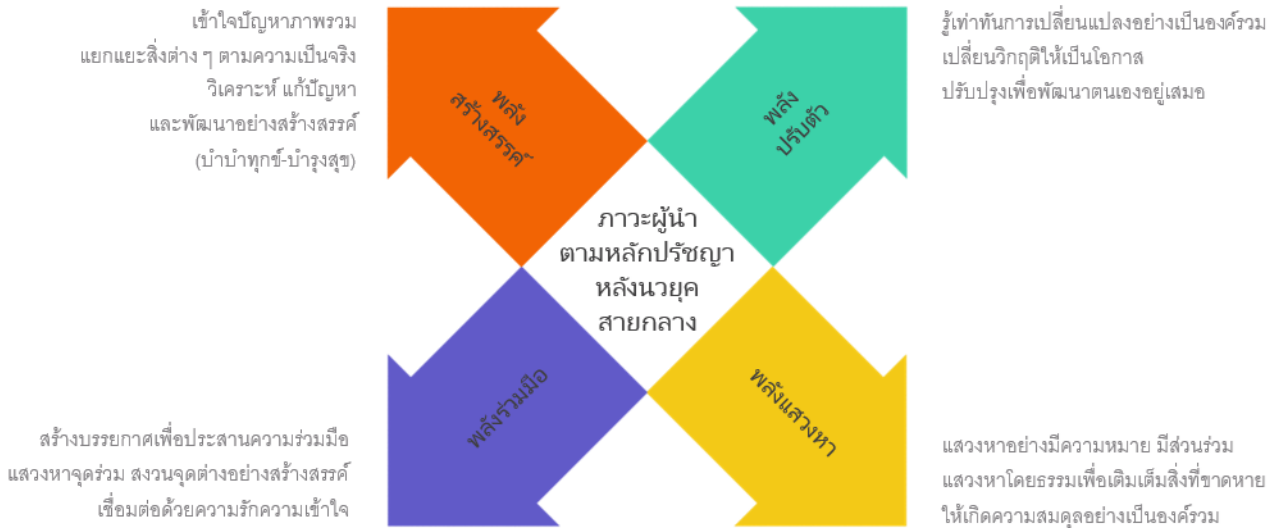 เข้าใจปัญหาภาพรวม
แยกแยะสิ่งต่าง ๆ ตามความเป็นจริง
วิเคราะห์ แก้ปัญหา
และพัฒนาอย่างสร้างสรรค์
(บำบำทุกข์-บำรุงสุข)
พลัง
สร้างสรรค์
พลัง
ปรับตัว
รู้เท่าทันการเปลี่ยนแปลงอย่างเป็นองค์รวม
เปลี่ยนวิกฤติให้เป็นโอกาส
ปรับปรุงเพื่อพัฒนาตนเองอยู่เสมอ
ภาวะผู้นำ
ตามหลักปรัชญา
หลังนวยุค
สายกลาง
พลังร่วมมือ
สร้างบรรยกาศเพื่อประสานความร่วมมือ
แสวงหาจุดร่วม สงวนจุดต่างอย่างสร้างสรรค์
เชื่อมต่อด้วยความรักความเข้าใจ
พลังแสวงหา
แสวงหาอย่างมีความหมาย มีส่วนร่วม
แสวงหาโดยธรรมเพื่อเติมเต็มสิ่งที่ขาดหาย
ให้เกิดความสมดุลอย่างเป็นองค์รวม